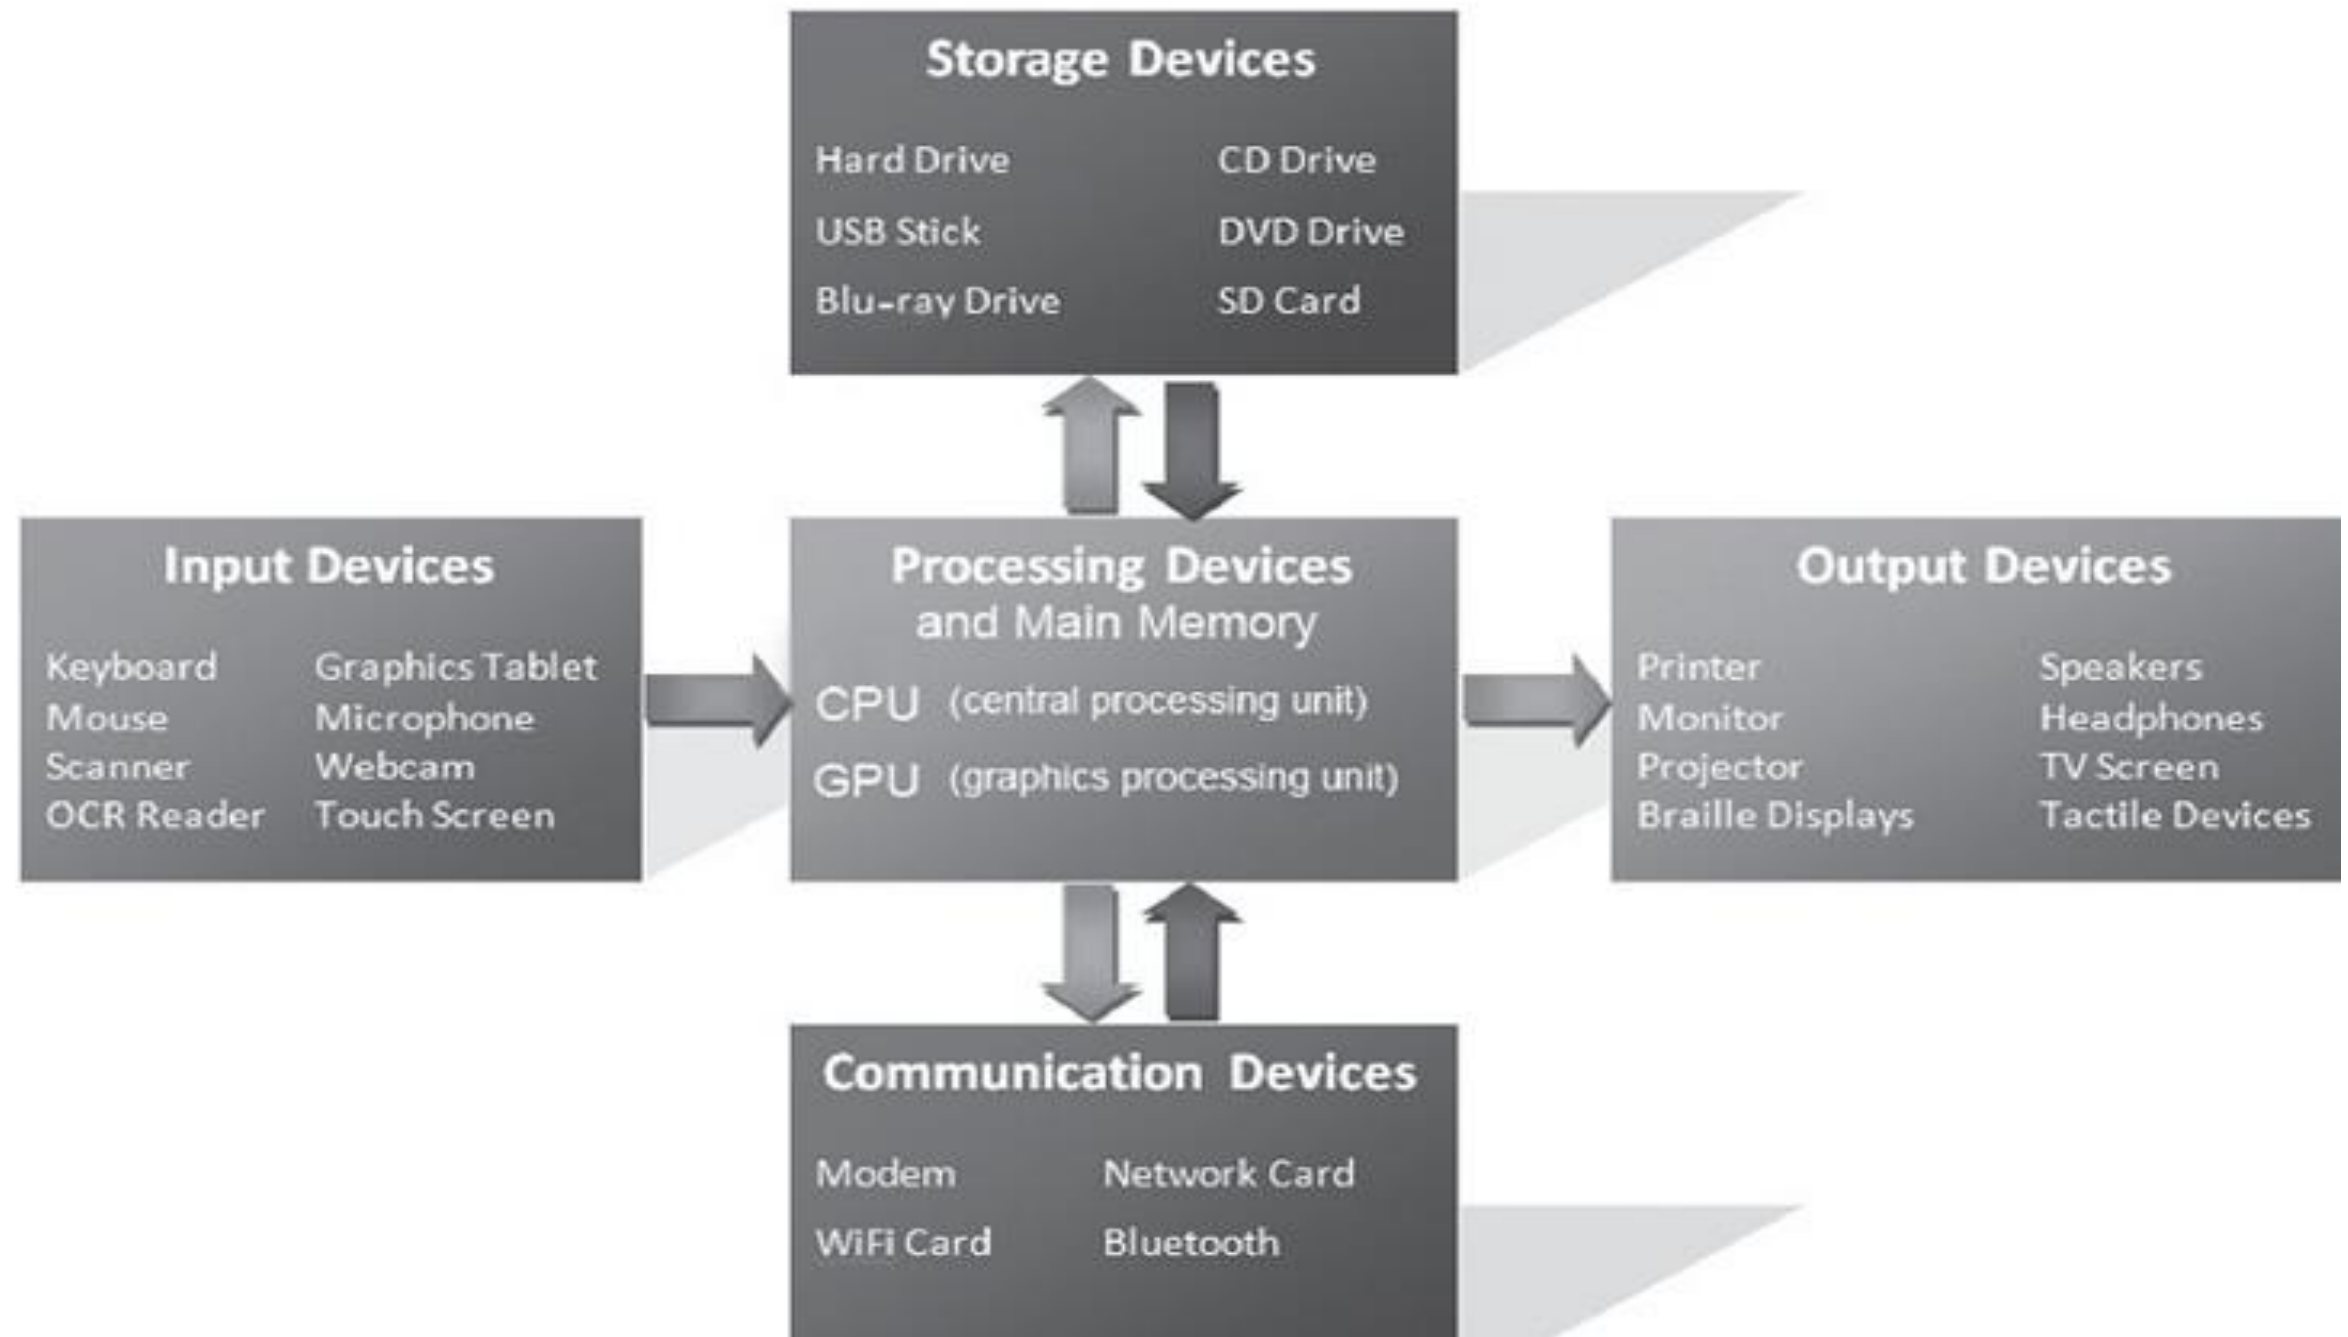 Storage Devices
Hard Drive CD Drive
USB Stick DVD Drive
Blu-ray Drive SD Card
Input Devices
Keyboard Graphics Tablet
Mouse Microphone
Scanner Webcam
OCR Reader Touch Screen
Processing Devices
and Main Memory
CPU (central processing unit)
GPU (graphics processing unit)
Output Devices
Printer Speakers
Monitor Headphones
Projector TV Screen
Braille Displays Tactile Devices
Communication Devices
Modem Network Card
WiFi Card Bluetooth